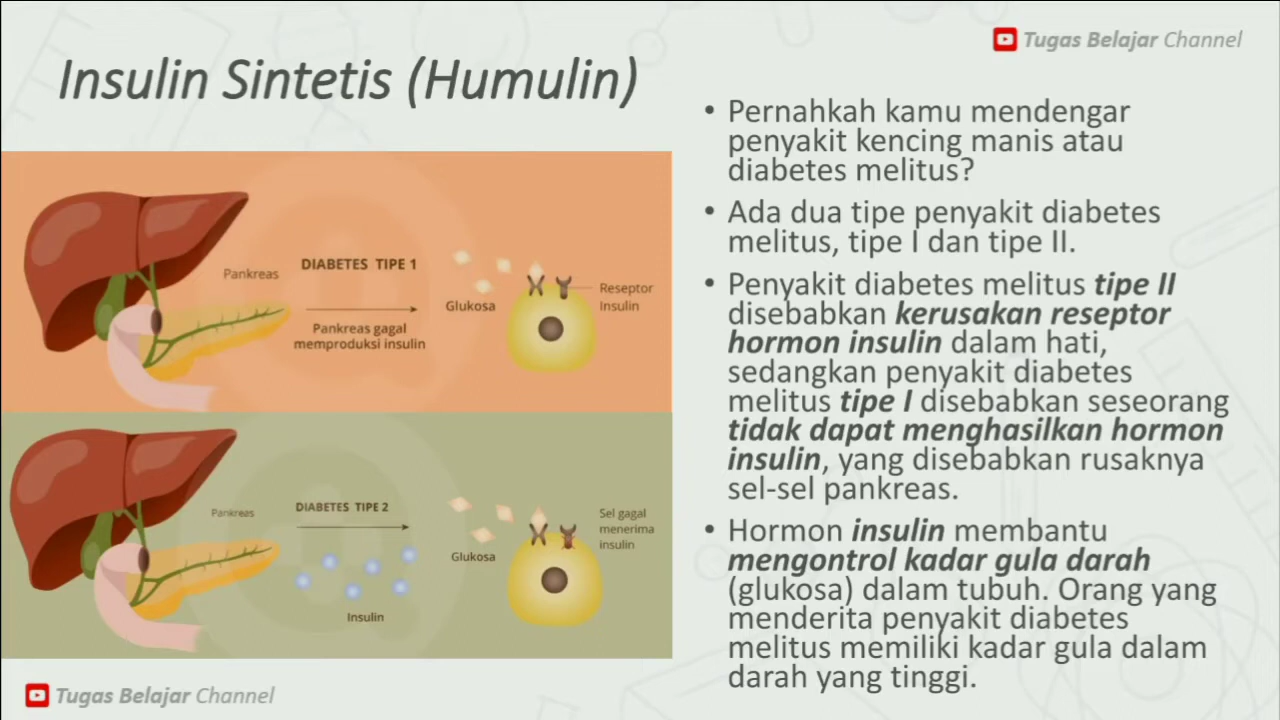 Tugas Belajar Channel
Insulin Sintetis (Humulin)
DIABETES TIPE 1
Pankreas
Pankreas gagal
memproduksi insulin
Glukosa
Reseptor
Insulin
DIABETES TIPE 2
Pankreas
Insulin
Glukosa
Sel gagal
menerima
insulin
• Pernahkah kamu mendengar
penyakit kencing manis atau
diabetes melitus?
• Ada dua tipe penyakit diabetes
melitus, tipe I dan tipe II.
• Penyakit diabetes melitus tipe II
disebabkan kerusakan reseptor
hormon insulin dalam hati,
sedangkan penyakit diabetes
melitus tipe I disebabkan seseorang
tidak dapat menghasilkan hormon
insulin, yang disebabkan rusaknya
sel-sel pankreas.
• Hormon insulin membantu
mengontrol kadar gula darah
(glukosa) dalam tubuh. Orang yang
menderita penyakit diabetes
melitus memiliki kadar gula dalam
darah yang tinggi.
Tugas Belajar Channel